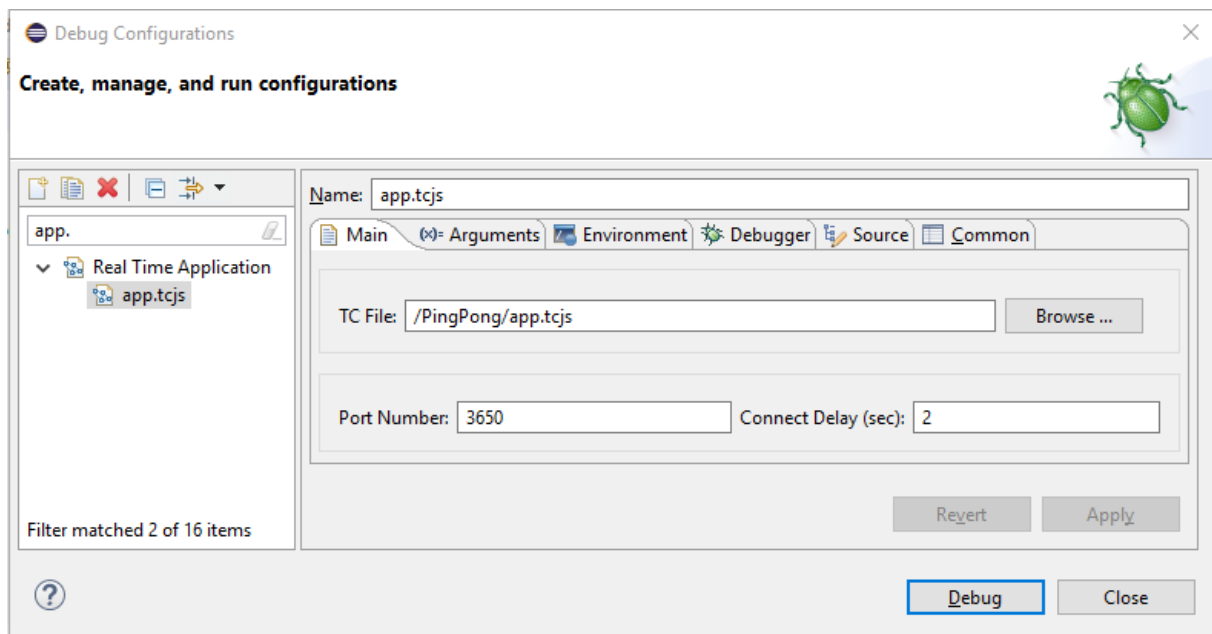 Debug Configurations
Create, manage, and run configurations
app.
Real Time Application
app.tcjs
Filter matched 2 of 16 items
Name: app.tcjs
Main (x)= Arguments Environment Debugger Source Common
TC File: /PingPong/app.tcjs Browse ...
Port Number: 3650 Connect Delay (sec): 2
Revert Apply
Debug Close